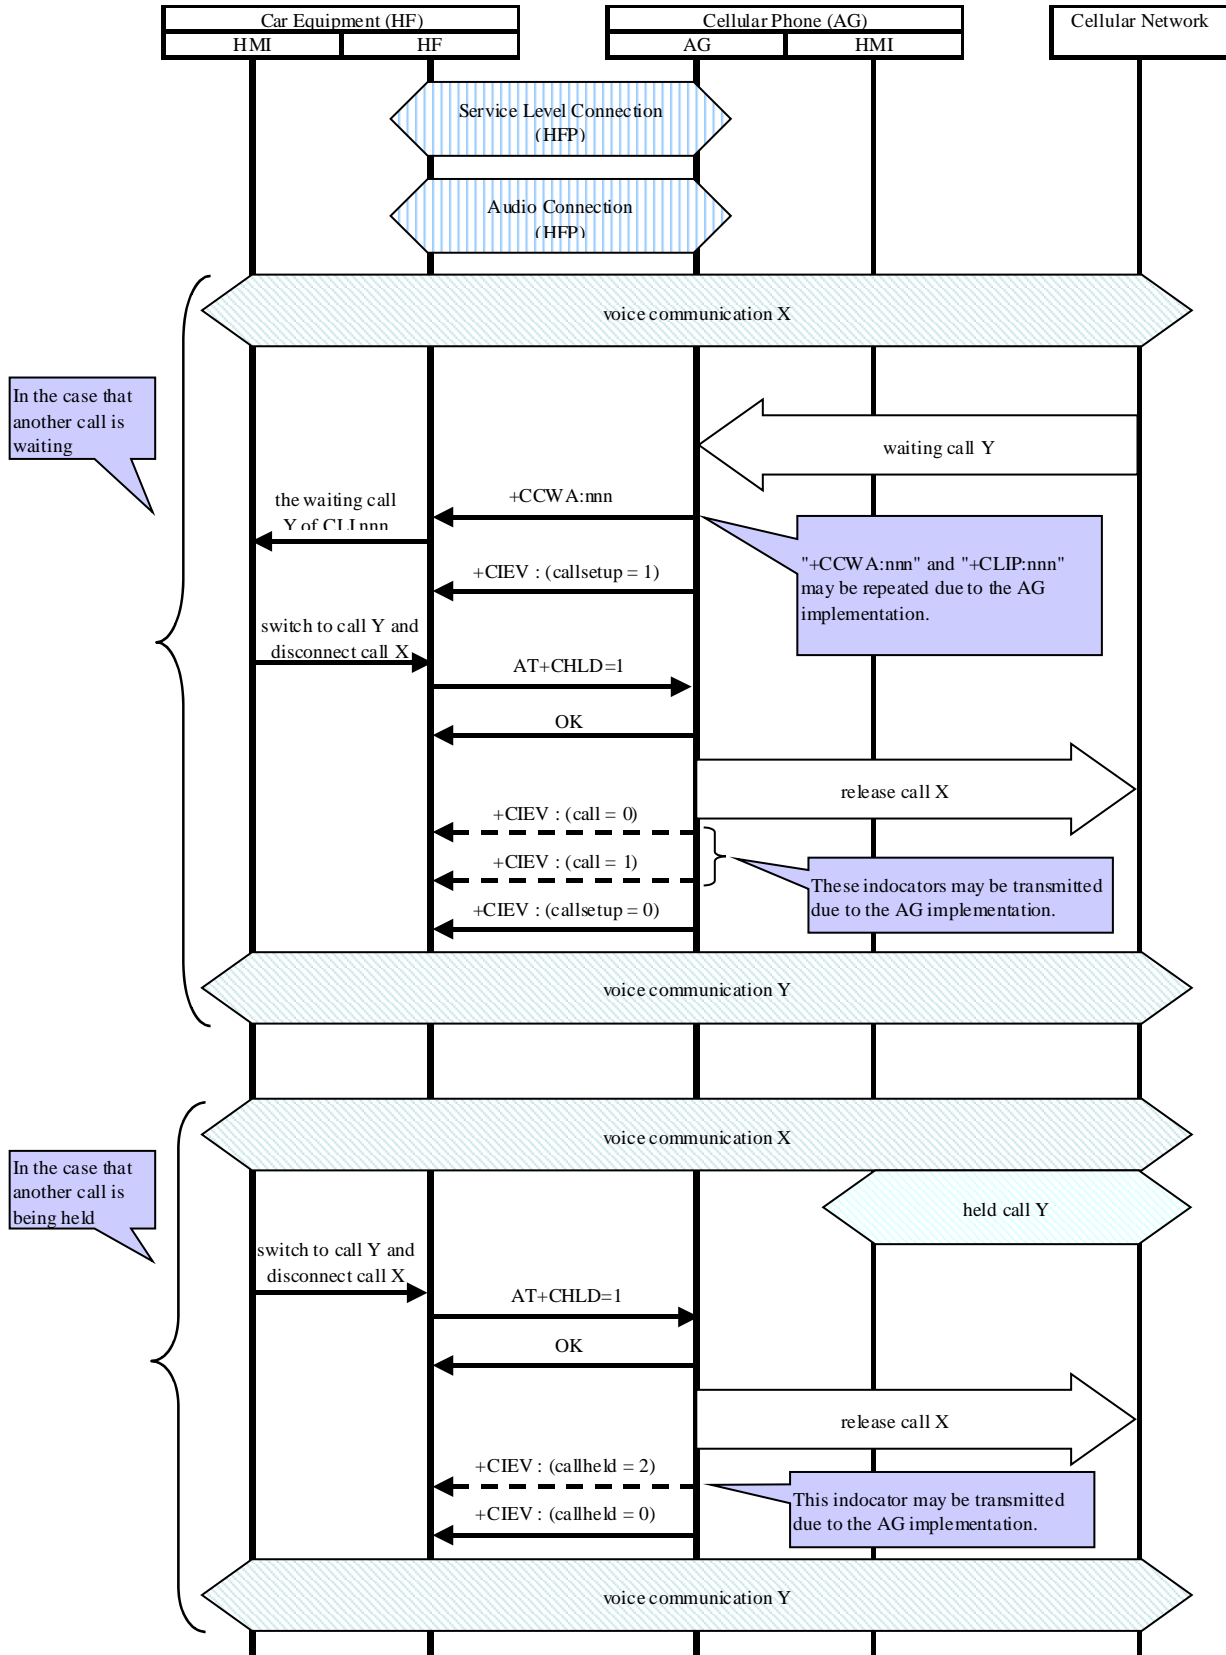 Car Equipment (HF)
Cellular Phone (AG)
Cellular Network
HMI
HF
AG
HMI
Service Level Connection
(HFP)
Audio Connection
(HFP)
voice communication X
In the case that
another call is
waiting
waiting call Y
+CCWA:nnn
the waiting call
Y of CLI nnn
"+CCWA:nnn" and "+CLIP:nnn"
may be repeated due to the AG
implementation.
+CIEV : (callsetup = 1)
switch to call Y and
disconnect call X
AT+CHLD=1
OK
release call X
+CIEV : (call = 0)
+CIEV : (call = 1)
These indocators may be transmitted
due to the AG implementation.
+CIEV : (callsetup = 0)
voice communication Y
voice communication X
In the case that
another call is
being held
held call Y
switch to call Y and
disconnect call X
AT+CHLD=1
OK
release call X
+CIEV : (callheld = 2)
This indocator may be transmitted
due to the AG implementation.
+CIEV : (callheld = 0)
voice communication Y